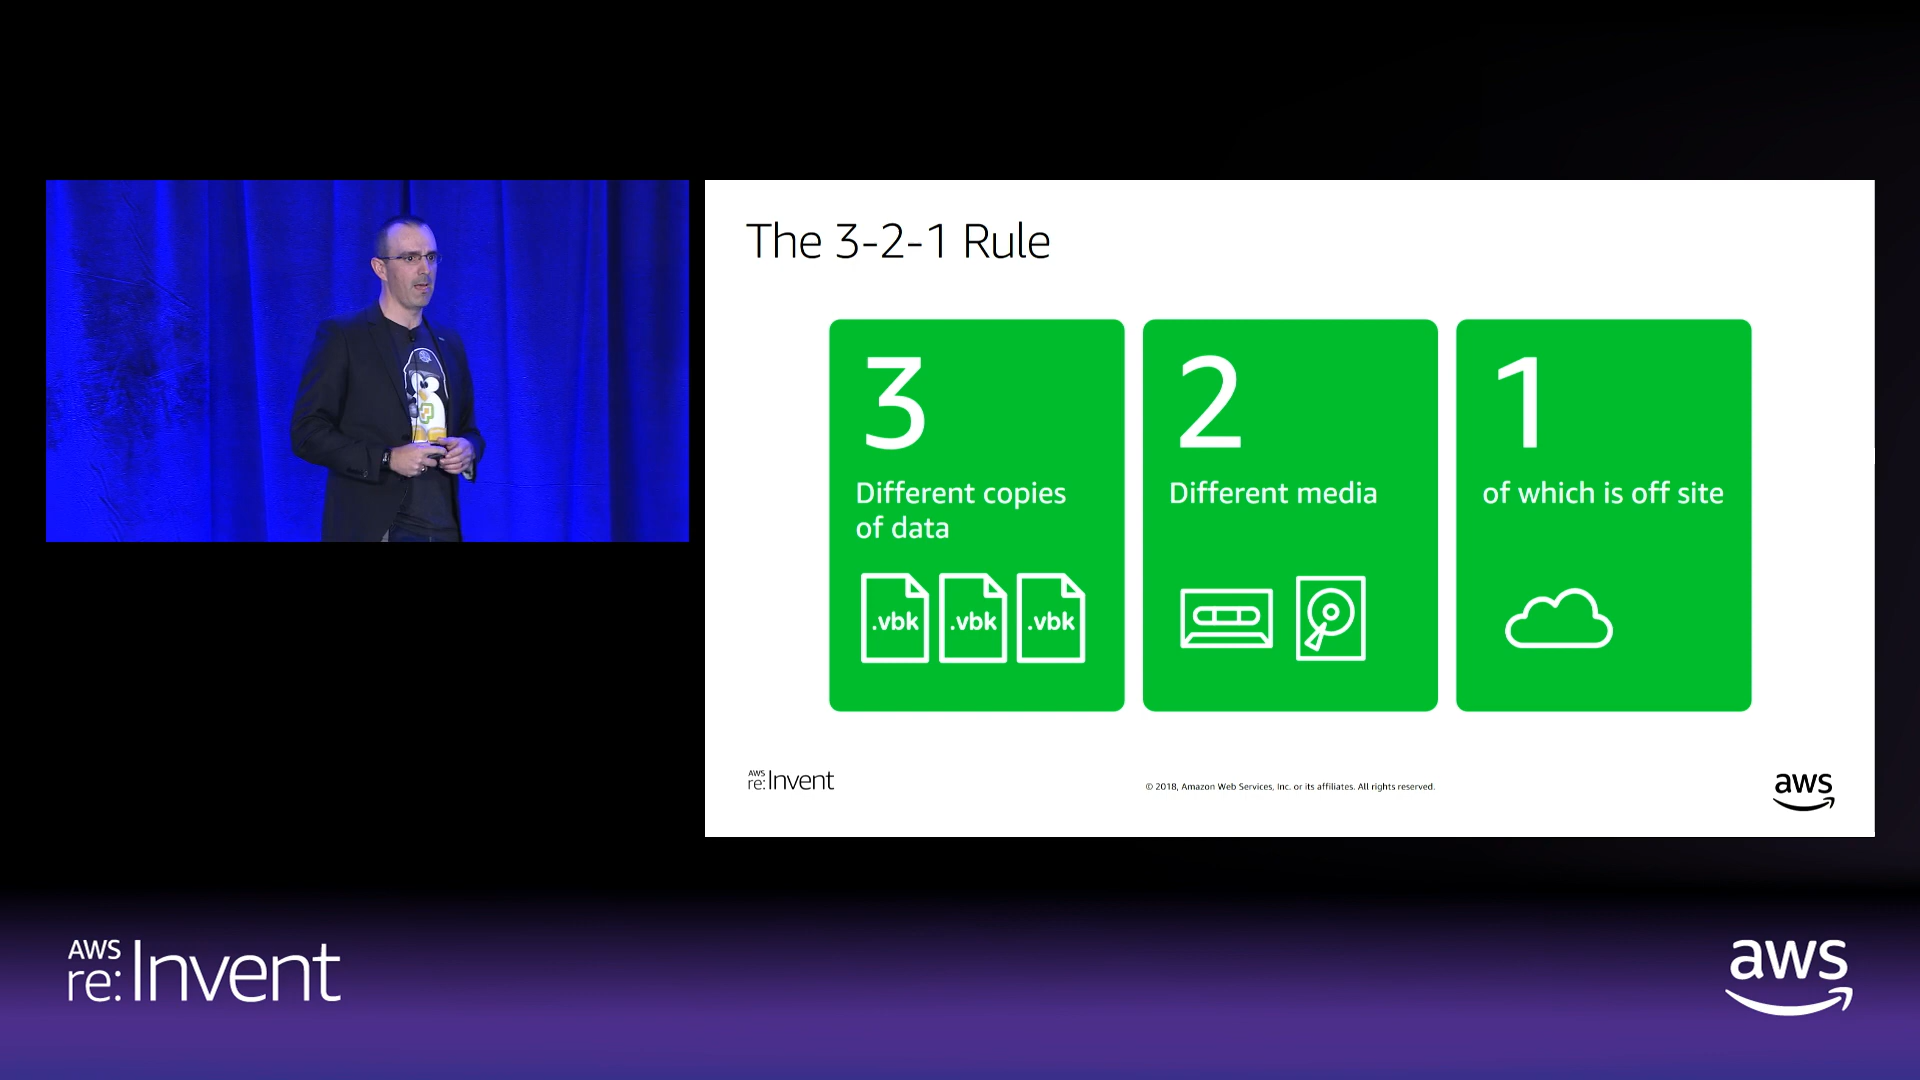 The 3-2-1 Rule
3
Different copies
of data
.vbk .vbk .vbk
2
Different media
1
of which is off site
AWS
re:Invent
© 2018, Amazon Web Services, Inc. or its affiliates. All rights reserved.
aws
AWS
re:Invent
aws